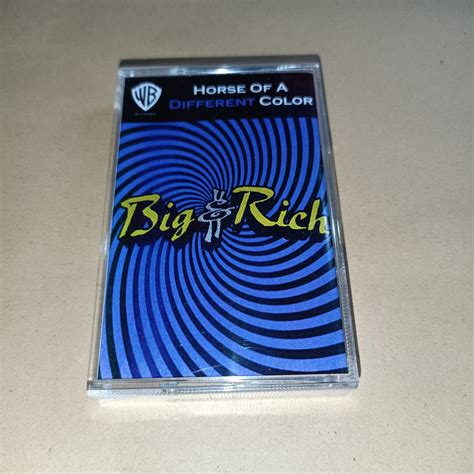 HORSE OF A
DIFFERENT COLOR
WB
Big & Rich